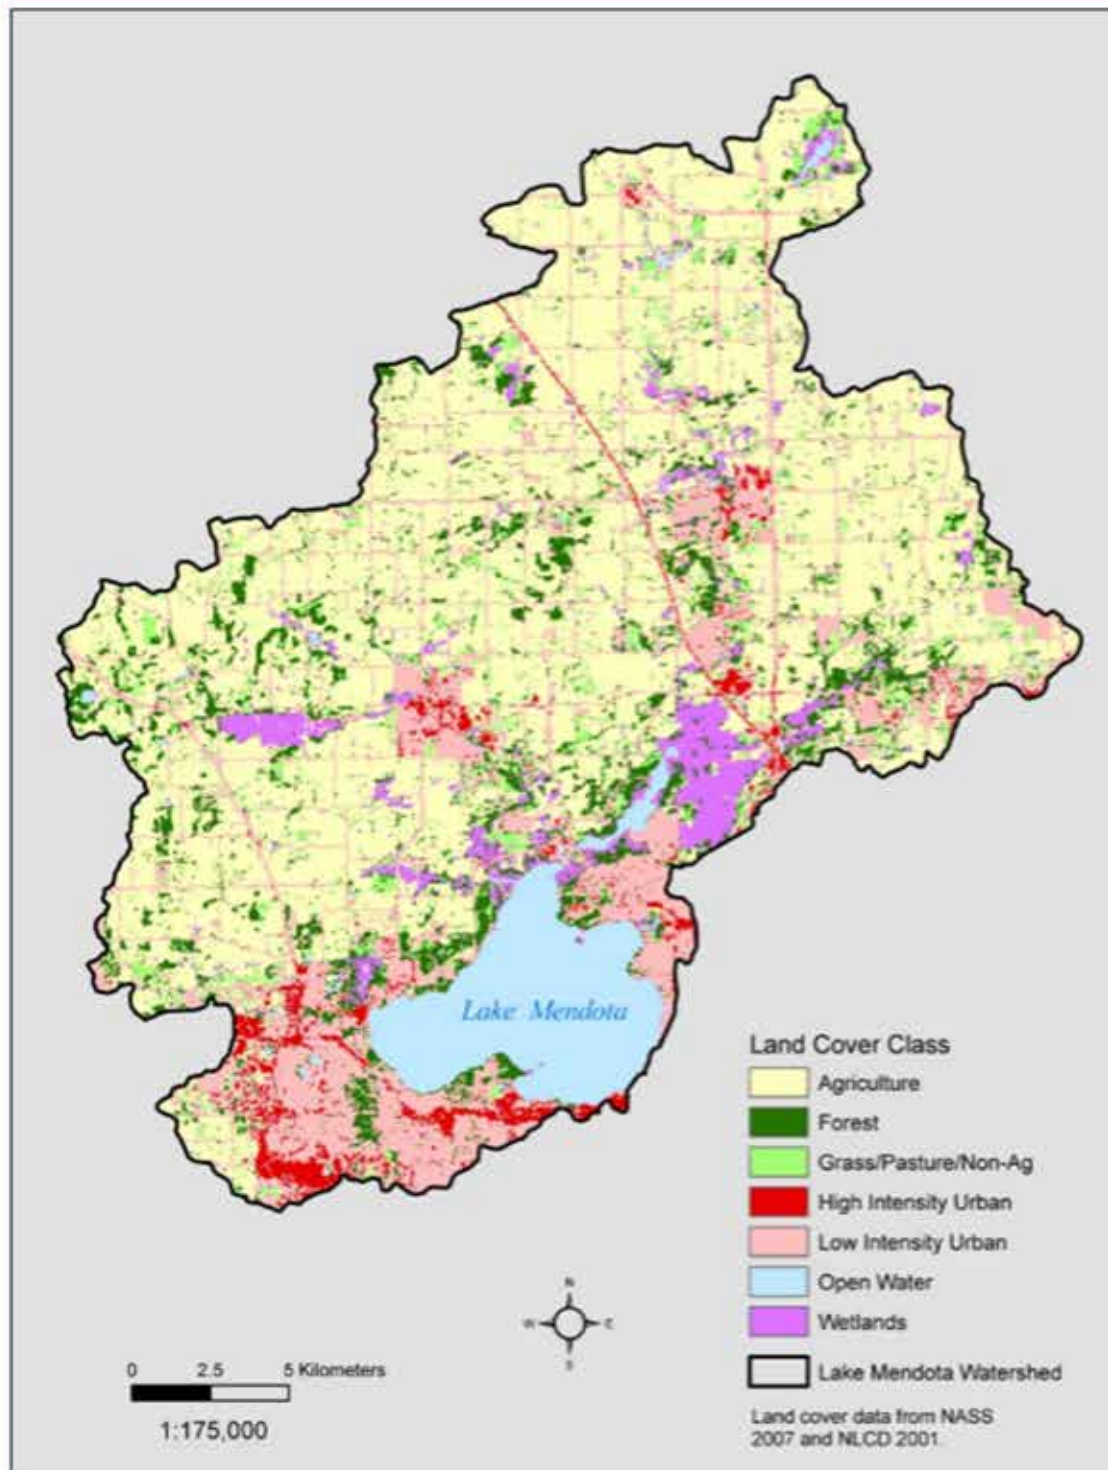 Lake Mendota
Land Cover Class
Agriculture
Forest
Grass/Pasture/Non-Ag
High Intensity Urban
Low Intensity Urban
Open Water
Wetlands
Lake Mendota Watershed
Land cover data from NASS
2007 and NLCD 2001.
N
W E
S
0 2.5 5 Kilometers
1:175,000